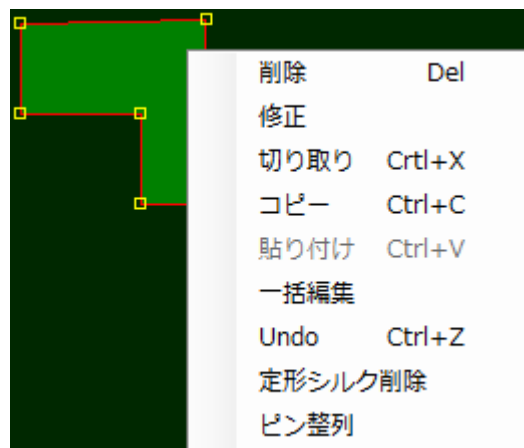 削除 Del
修正
切り取り Crtl+X
コピー Ctrl+C
貼り付け Ctrl+V
一括編集
Undo Ctrl+Z
定形シルク削除
ピン整列